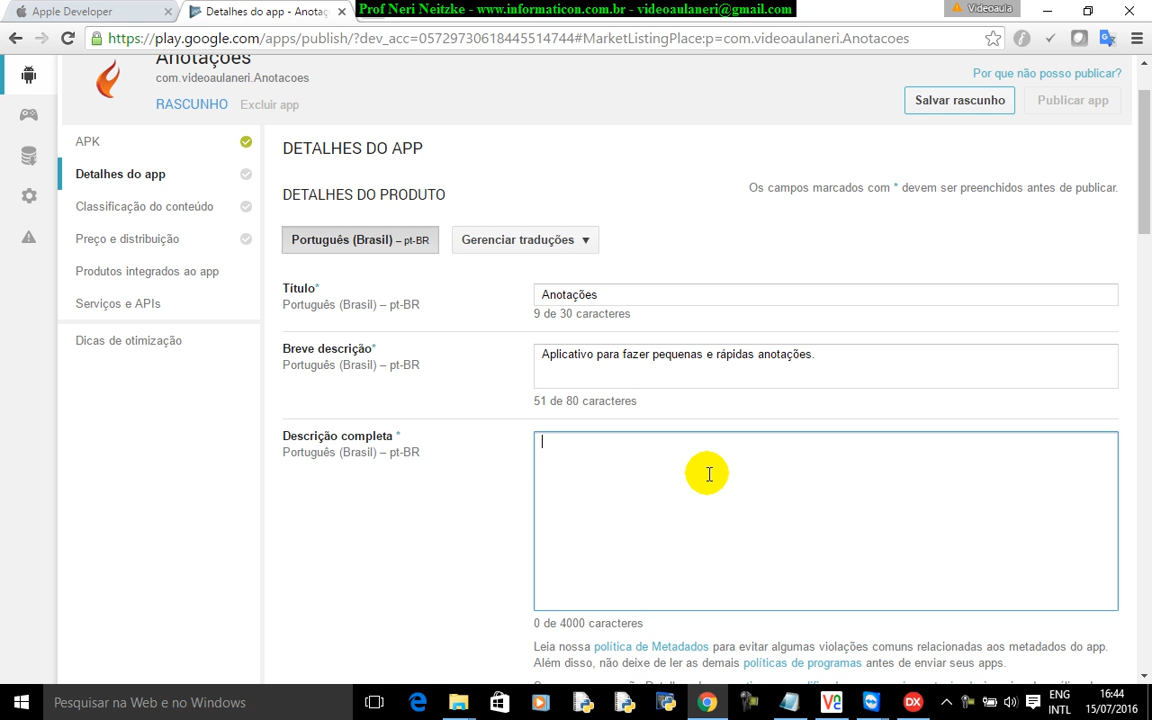 Apple Developer
Detalhes do app - Anotaç
Prof Neri Neitzke - www.informaticon.com.br - videoaulaneri@gmail.com
Videoaula
https://play.google.com/apps/publish/?dev_acc=05729730618445514744#MarketListingPlace:p=com.videoaulaneri.Anotacoes
Anotações
com.videoaulaneri.Anotacoes
RASCUNHO Excluir app
Por que não posso publicar?
Salvar rascunho
Publicar app
APK
Detalhes do app
Classificação do conteúdo
Preço e distribuição
Produtos integrados ao app
Serviços e APIs
Dicas de otimização
DETALHES DO APP
DETALHES DO PRODUTO
Os campos marcados com * devem ser preenchidos antes de publicar.
Português (Brasil) – pt-BR
Gerenciar traduções
Título*
Português (Brasil) – pt-BR
Anotações
9 de 30 caracteres
Breve descrição*
Português (Brasil) – pt-BR
Aplicativo para fazer pequenas e rápidas anotações.
51 de 80 caracteres
Descrição completa *
Português (Brasil) – pt-BR
0 de 4000 caracteres
Leia nossa política de Metadados para evitar algumas violações comuns relacionadas aos metadados do app.
Além disso, não deixe de ler as demais políticas de programas antes de enviar seus apps.
Pesquisar na Web e no Windows
DX
ENG
INTL
16:44
15/07/2016